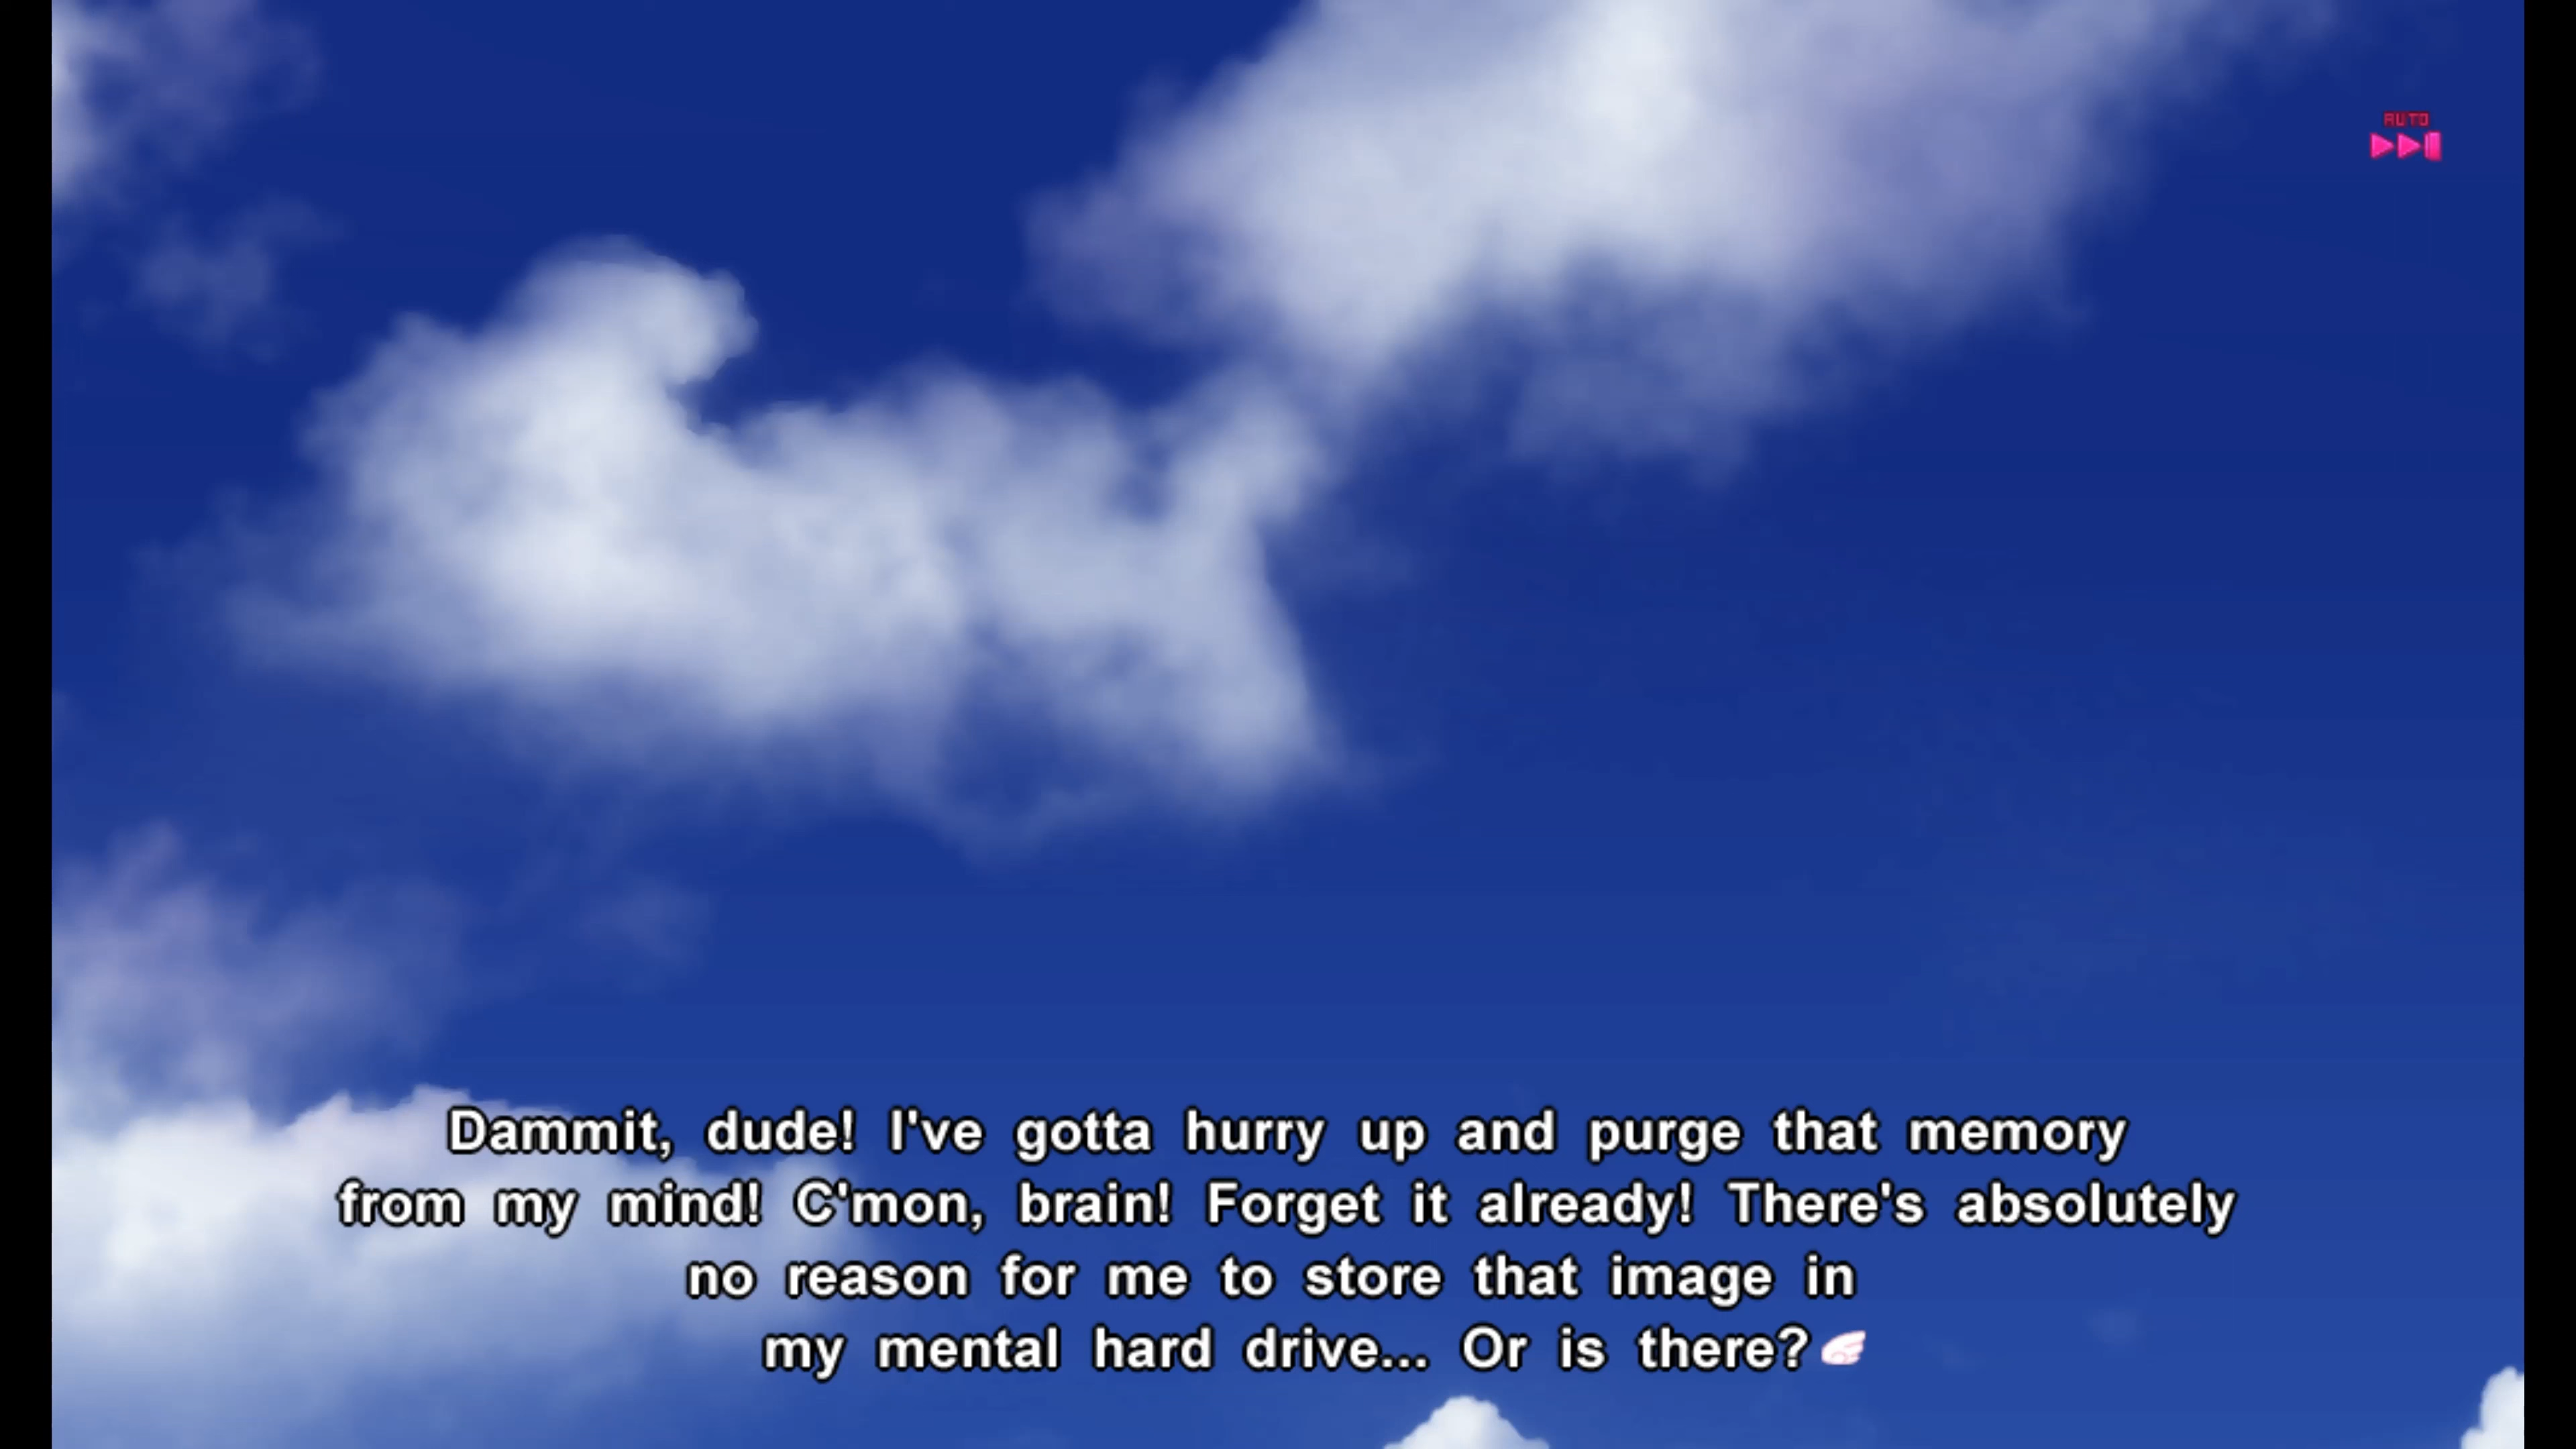 AUTO
Dammit, dude! I've gotta hurry up and purge that memory
from my mind! C'mon, brain! Forget it already! There's absolutely
no reason for me to store that image in
my mental hard drive... Or is there?